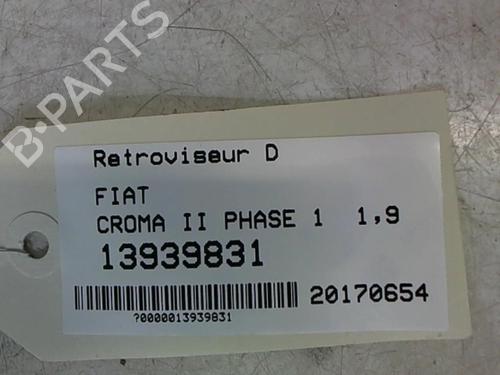 B-PARTS
Retroviseur D
FIAT
CROMA II PHASE 1 1,9
13939831
20170654
?0000013939831